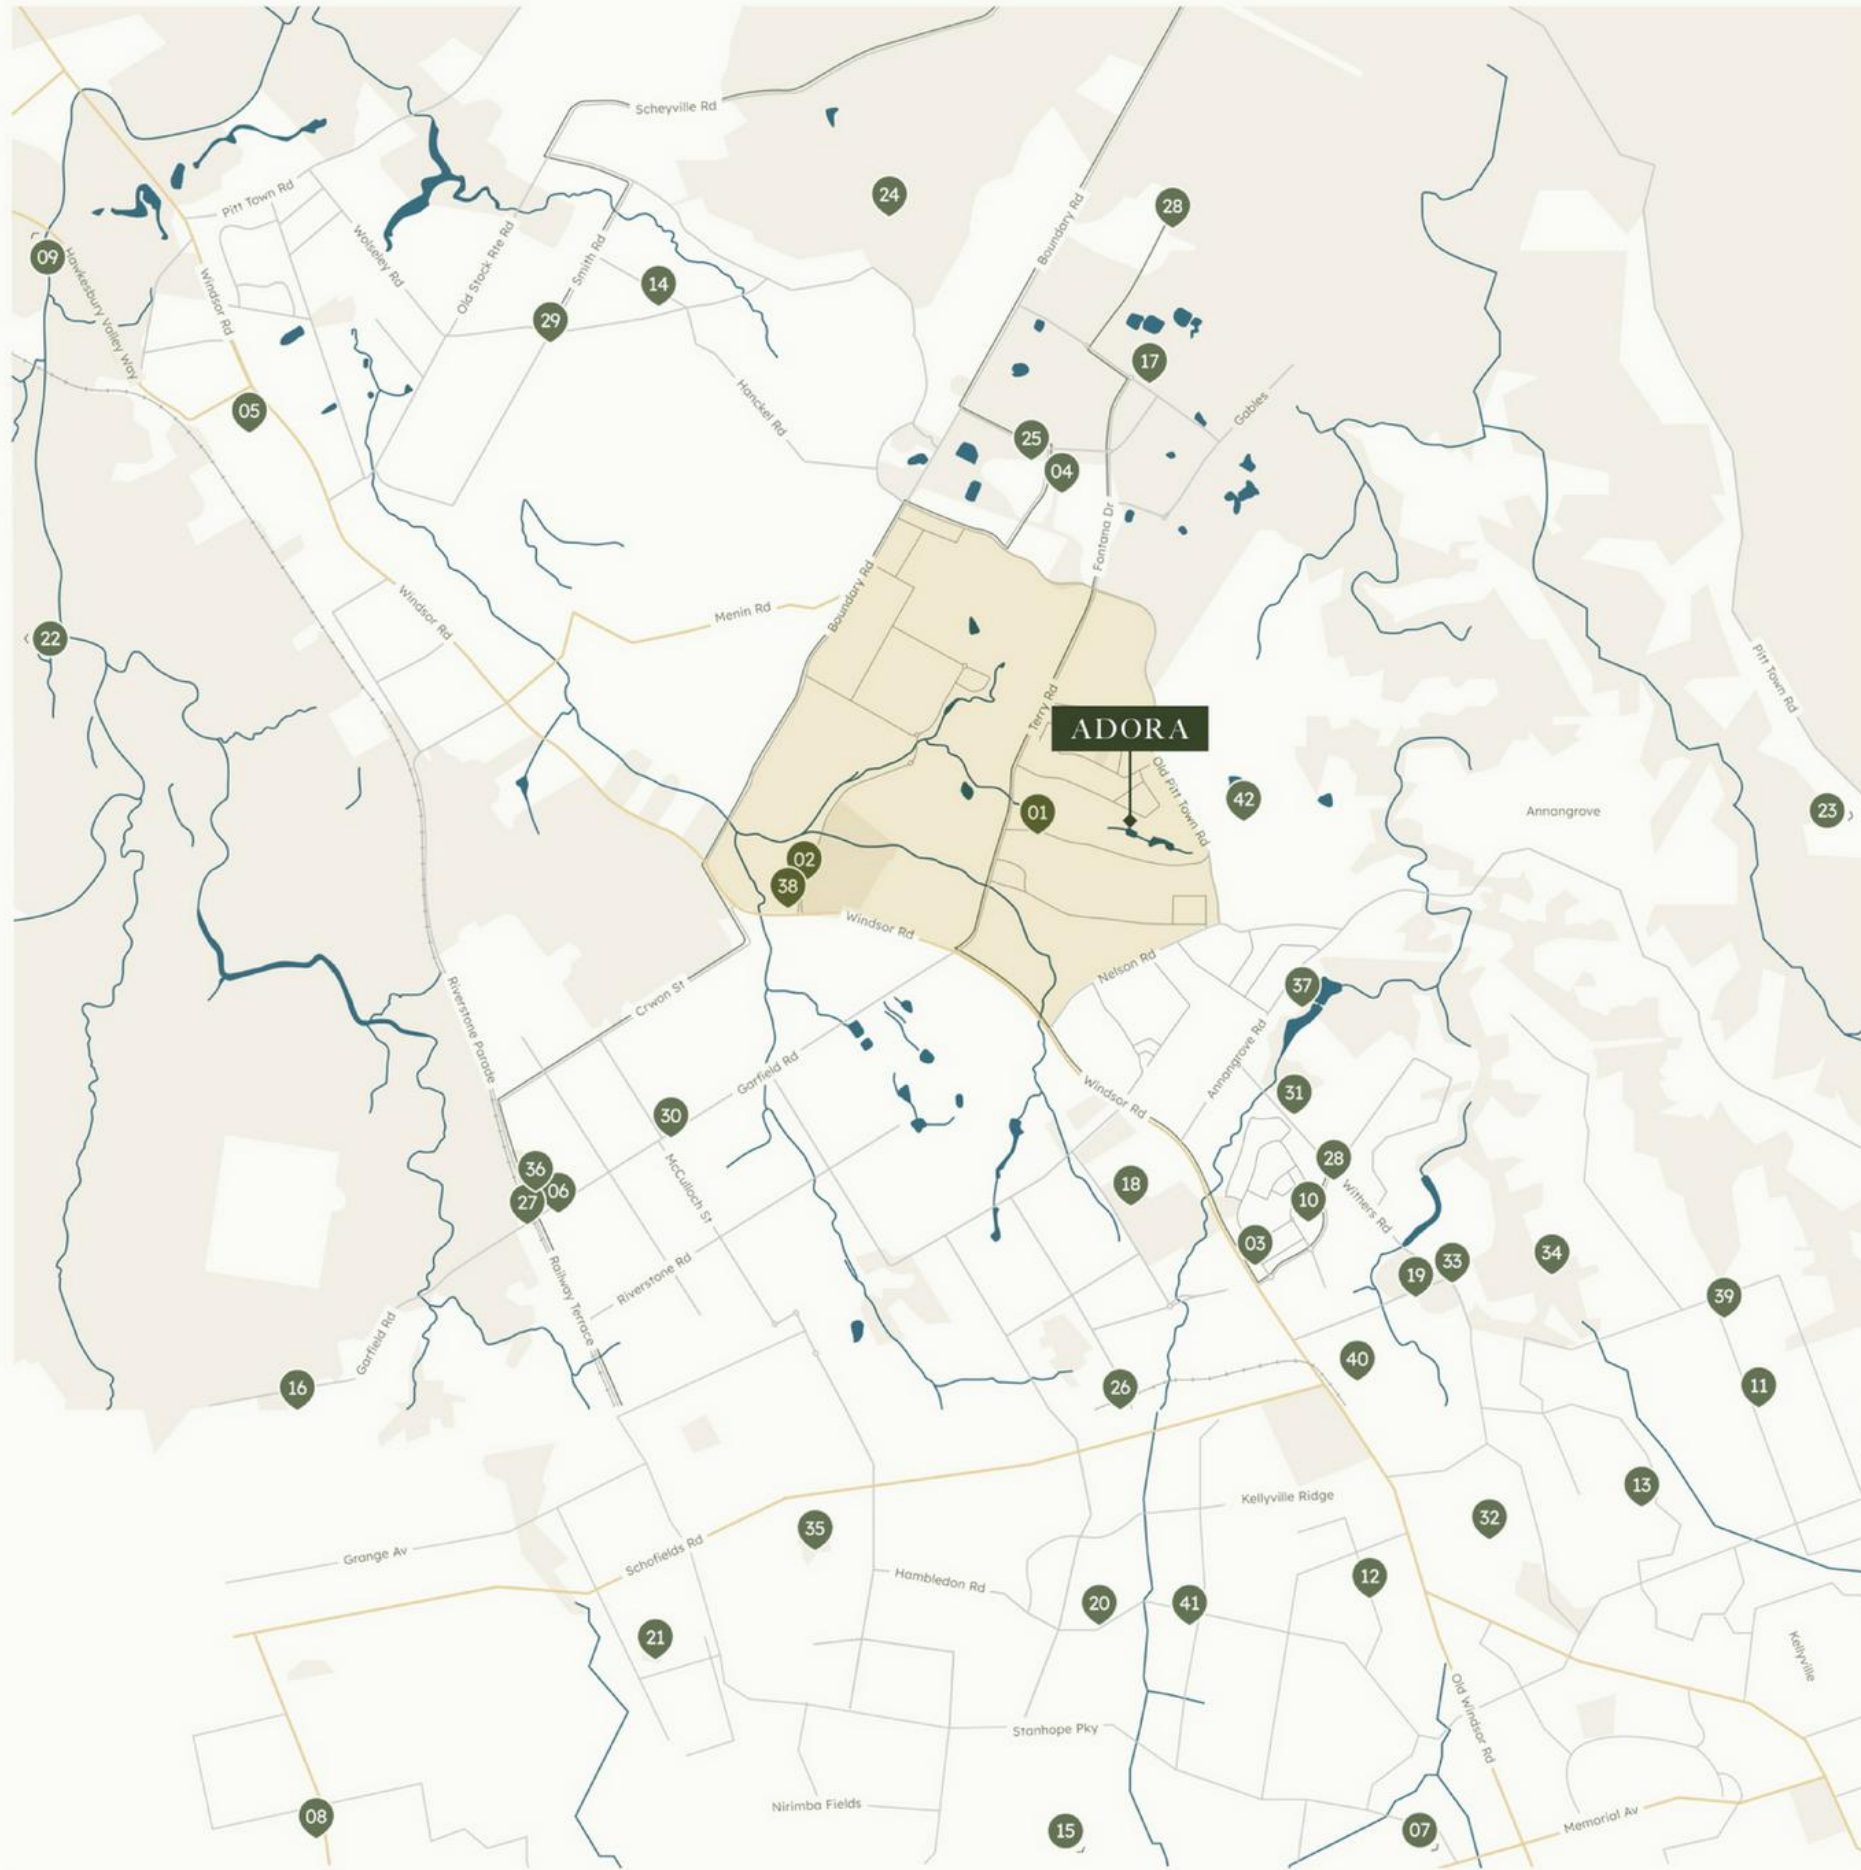 Scheyville Rd
24
28
Pitt Town Rd
Boundary Rd
09
Hawkesbury Valley Way
Wolseley Rd
Old Stock Rte Rd
Smith Rd
14
Windsor Rd
29
17
05
Hanckel Rd
Gables
25
04
Fontana Dr
Windsor Rd
Menin Rd
Boundary Rd
22
Terry Rd
Pitt Town Rd
ADORA
Old Pitt Town Rd
42
01
Annangrove
23
02
38
Windsor Rd
Nelson Rd
37
Riverstone Parade
Crwon St
Annangrove Rd
Garfield Rd
Windsor Rd
31
30
36
06
27
McCulloch St
18
28
10
Withers Rd
03
19
33
34
Riverstone Rd
Railway Terrace
39
Garfield Rd
16
26
40
11
13
Kellyville Ridge
32
35
Schofields Rd
Grange Av
Hambledon Rd
12
20
41
21
Kellyville
Old Windsor Rd
Stanhope Pky
Nirimba Fields
08
15
07
Memorial Av